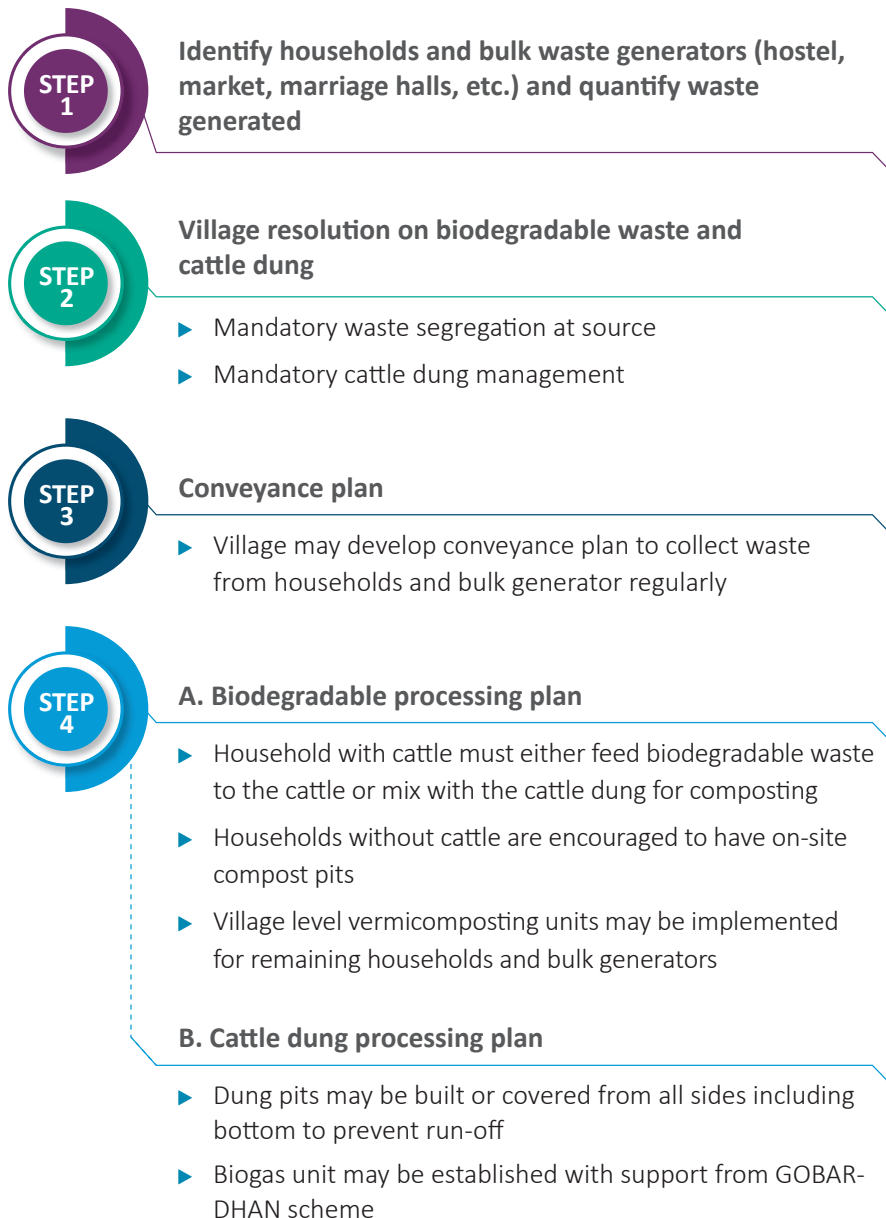 STEP
1
Identify households and bulk waste generators (hostel,
market, marriage halls, etc.) and quantify waste
generated
STEP
2
Village resolution on biodegradable waste and
cattle dung
Mandatory waste segregation at source
Mandatory cattle dung management
STEP
3
Conveyance plan
Village may develop conveyance plan to collect waste
from households and bulk generator regularly
STEP
4
A. Biodegradable processing plan
Household with cattle must either feed biodegradable waste
to the cattle or mix with the cattle dung for composting
Households without cattle are encouraged to have on-site
compost pits
Village level vermicomposting units may be implemented
for remaining households and bulk generators
B. Cattle dung processing plan
Dung pits may be built or covered from all sides including
bottom to prevent run-off
Biogas unit may be established with support from GOBAR-
DHAN scheme